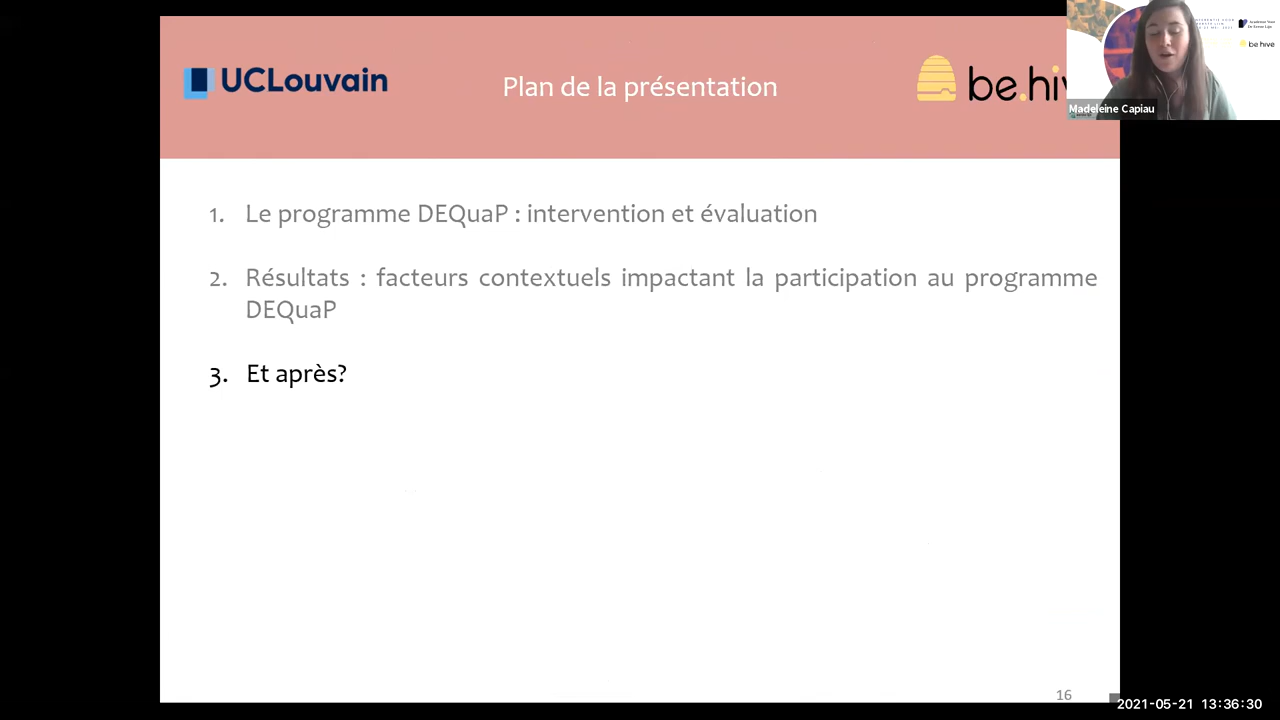 UCLouvain
Plan de la présentation
be.hiv
be hive
Madeleine Capiau
1. Le programme DEQuaP : intervention et évaluation
2. Résultats : facteurs contextuels impactant la participation au programme
DEQuaP
3. Et après?
16
2021-05-21 13:36:30